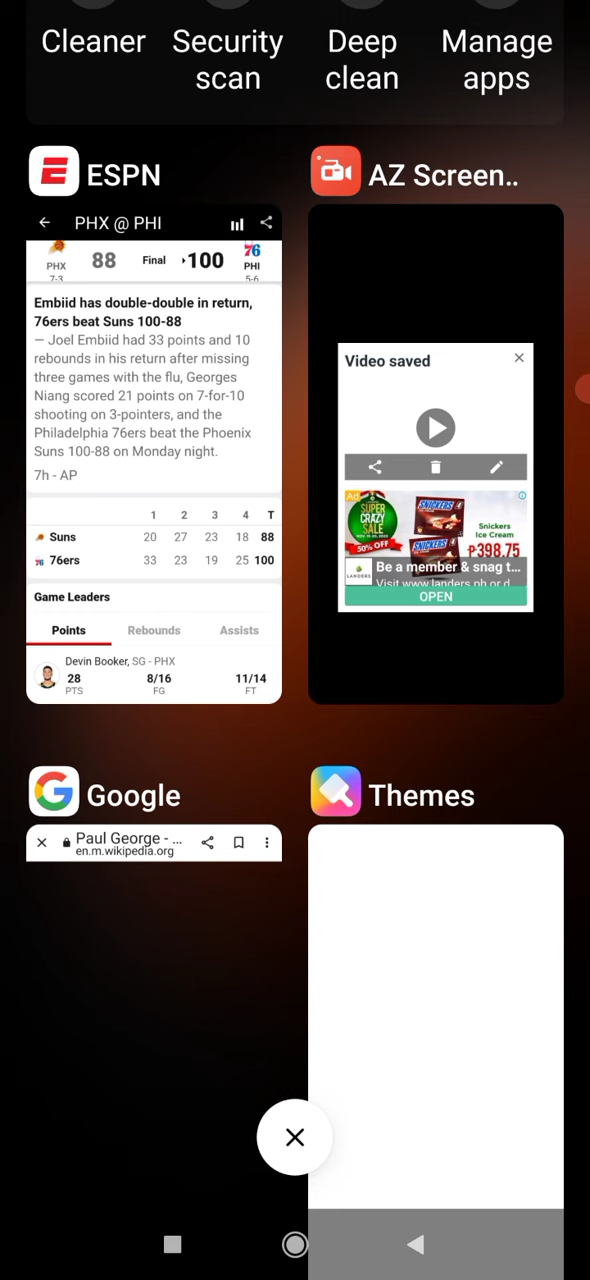 Cleaner
Security scan
Deep clean
Manage apps
ESPN
AZ Screen..
PHX @ PHI
PHX
88
Final
100
76
PHI
7-3
5-6
Embiid has double-double in return,
76ers beat Suns 100-88
— Joel Embiid had 33 points and 10
rebounds in his return after missing
three games with the flu, Georges
Niang scored 21 points on 7-for-10
shooting on 3-pointers, and the
Philadelphia 76ers beat the Phoenix
Suns 100-88 on Monday night.
7h - AP
1 2 3 4 T
Suns 20 27 23 18 88
76ers 33 23 19 25 100
Game Leaders
Points Rebounds Assists
Devin Booker, SG - PHX
28 8/16 11/14
PTS FG FT
Video saved
Ad
SUPER
CRAZY
SALE
50% OFF
SNICKERS
SNICKERS
Snickers
Ice Cream
₱398.75
LANDERS
Be a member & snag t...
Visit www.landers.ph or d
OPEN
Google
Themes
Paul George - ...
en.m.wikipedia.org